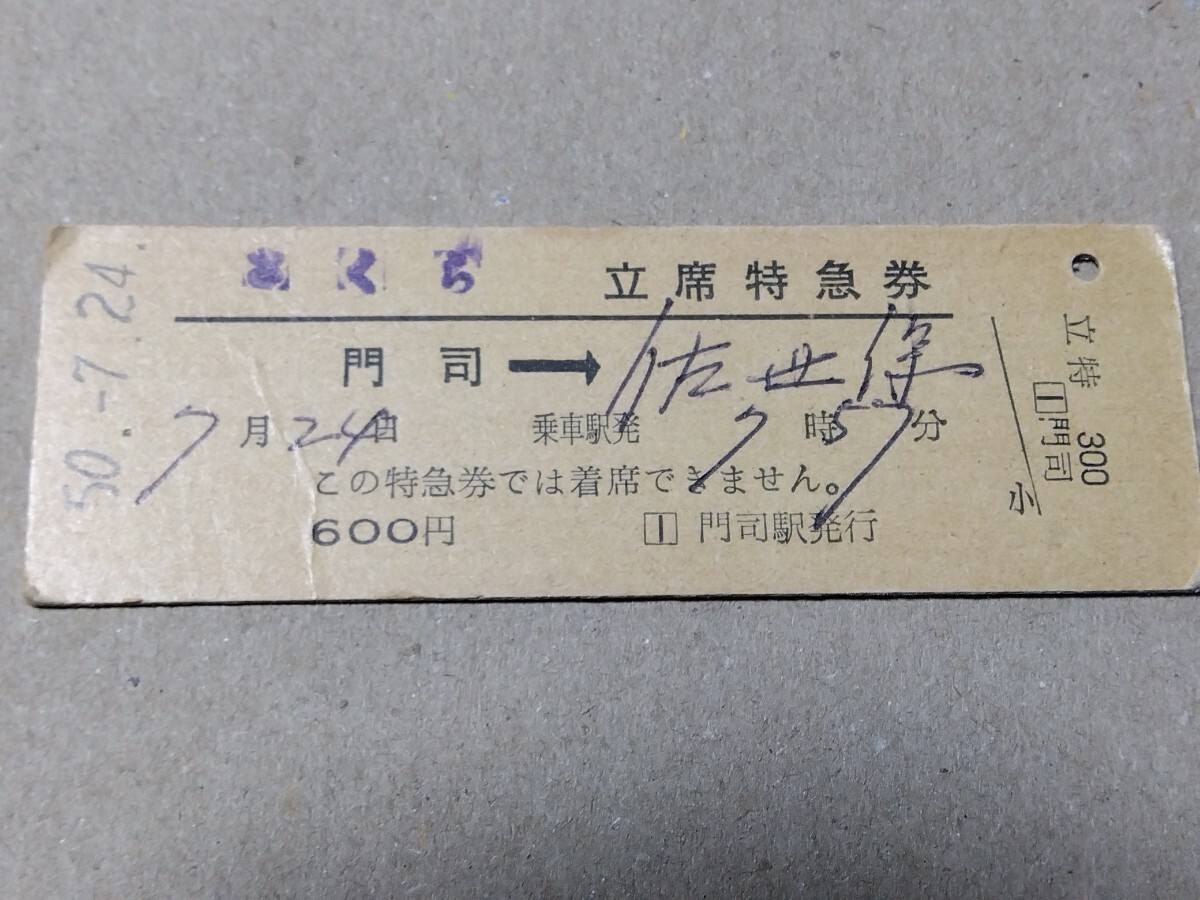 50.-7.24.
さくら 立席特急券
門司→佐世保
7月24日 乗車駅発 7時57分
この特急券では着席できません。
600円 □1 門司駅発行
小
立特
□1門司
300